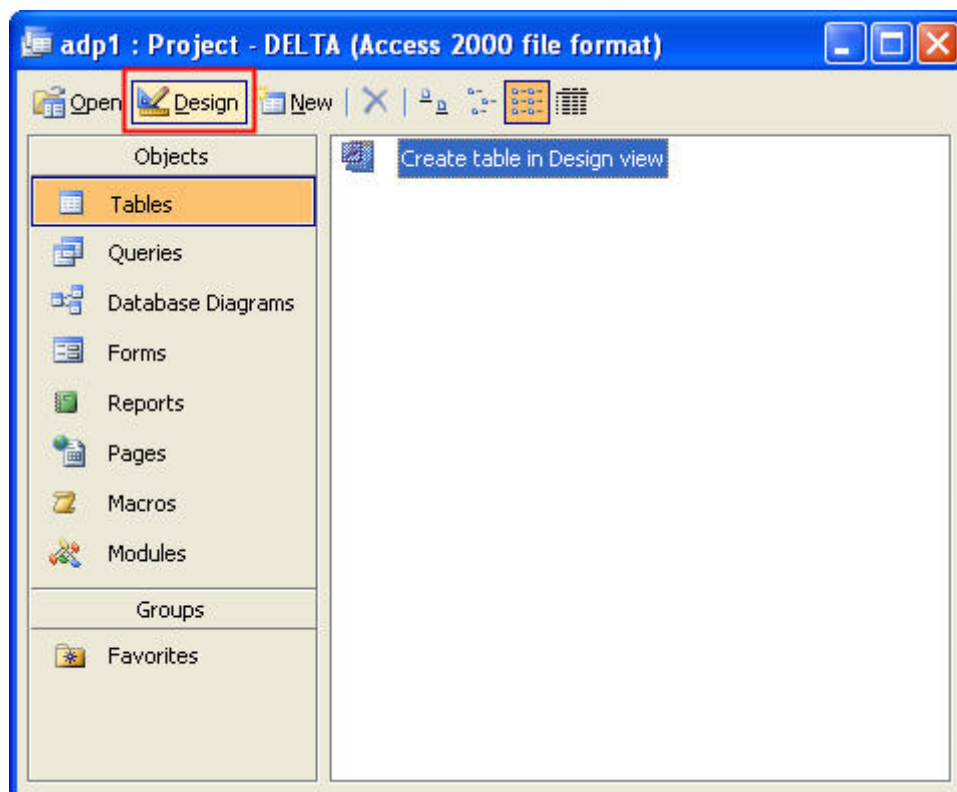 adp1 : Project - DELTA (Access 2000 file format)
Open Design New
Objects
Create table in Design view
Tables
Queries
Database Diagrams
Forms
Reports
Pages
Macros
Modules
Groups
Favorites